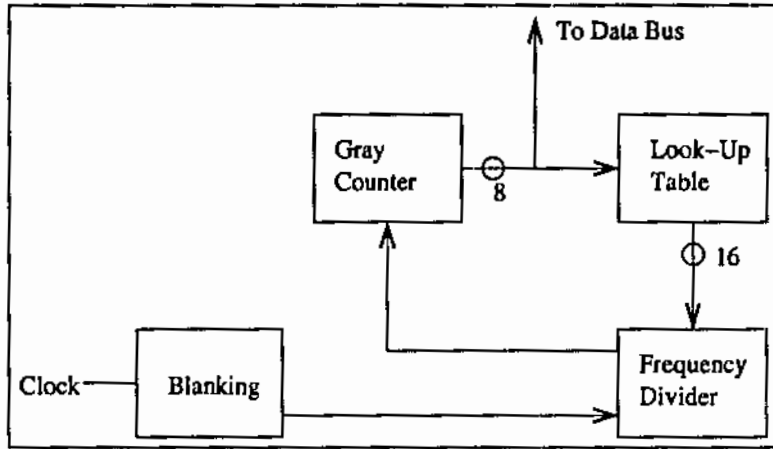 To Data Bus
Gray
Counter
8
Look-Up
Table
16
Clock
Blanking
Frequency
Divider